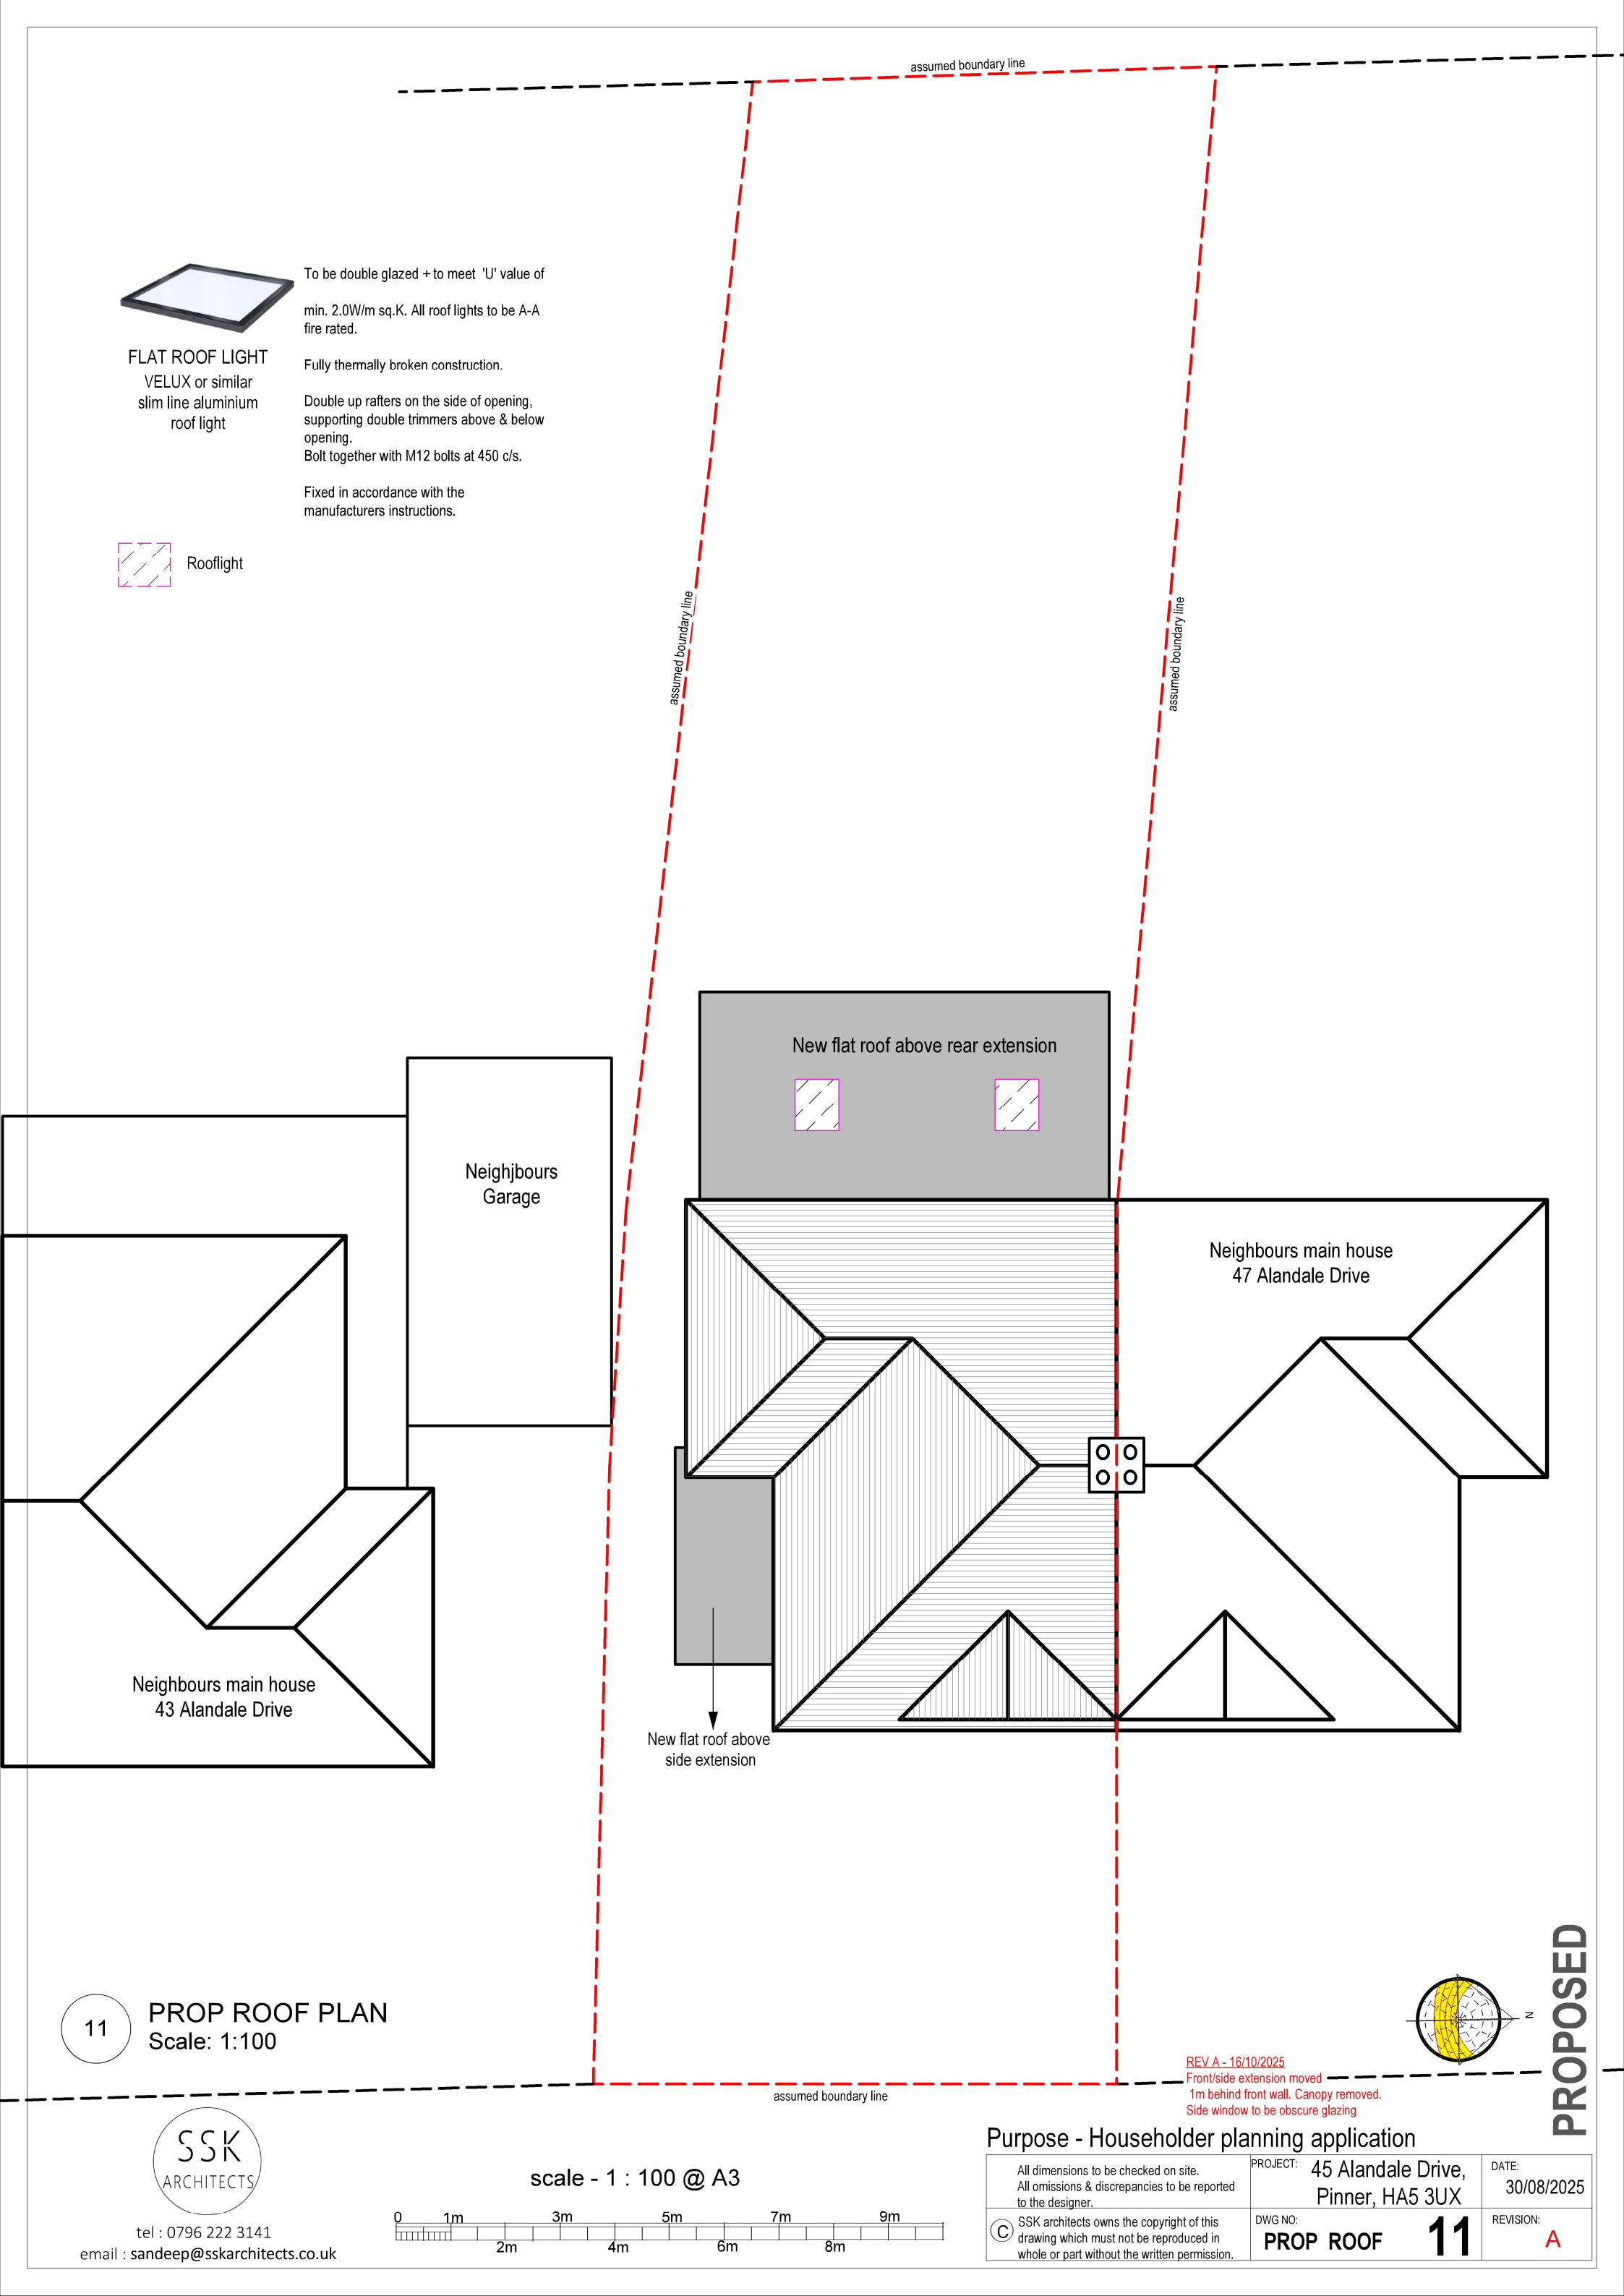 assumed boundary line
To be double glazed + to meet  'U' value of
min. 2.0W/m sq.K. All roof lights to be A-A
fire rated.
Fully thermally broken construction.
Double up rafters on the side of opening,
supporting double trimmers above & below
opening.
Bolt together with M12 bolts at 450 c/s.
Fixed in accordance with the
manufacturers instructions.
FLAT ROOF LIGHT
VELUX or similar
slim line aluminium
roof light
Rooflight
assumed boundary line
assumed boundary line
New flat roof above rear extension
Neighjbours
Garage
Neighbours main house
47 Alandale Drive
Neighbours main house
43 Alandale Drive
New flat roof above
side extension
11
PROP ROOF PLAN
Scale: 1:100
N
PROPOSED
REV A - 16/10/2025
Front/side extension moved
1m behind front wall. Canopy removed.
Side window to be obscure glazing
assumed boundary line
SSK
ARCHITECTS
tel : 0796 222 3141
email : sandeep@sskarchitects.co.uk
scale - 1 : 100 @ A3
0 1m 3m 5m 7m 9m
2m 4m 6m 8m
Purpose - Householder planning application
All dimensions to be checked on site.
All omissions & discrepancies to be reported
to the designer.
C
SSK architects owns the copyright of this
drawing which must not be reproduced in
whole or part without the written permission.
PROJECT:
45 Alandale Drive,
Pinner, HA5 3UX
DATE:
30/08/2025
DWG NO:
PROP ROOF 11
REVISION:
A